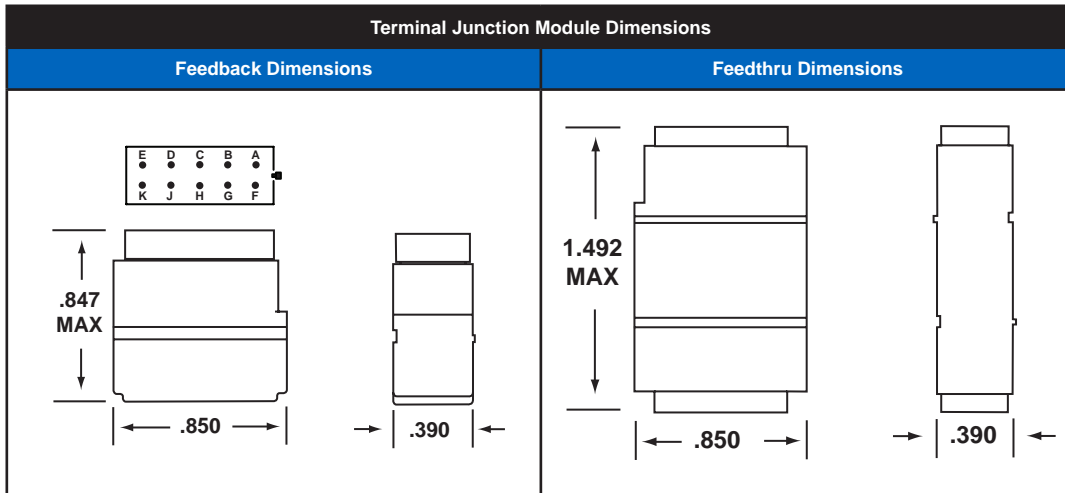 Terminal Junction Module Dimensions
Feedback Dimensions
Feedthru Dimensions
E D C B A
K J H G F
.847
MAX
.850
.390
1.492
MAX
.850
.390